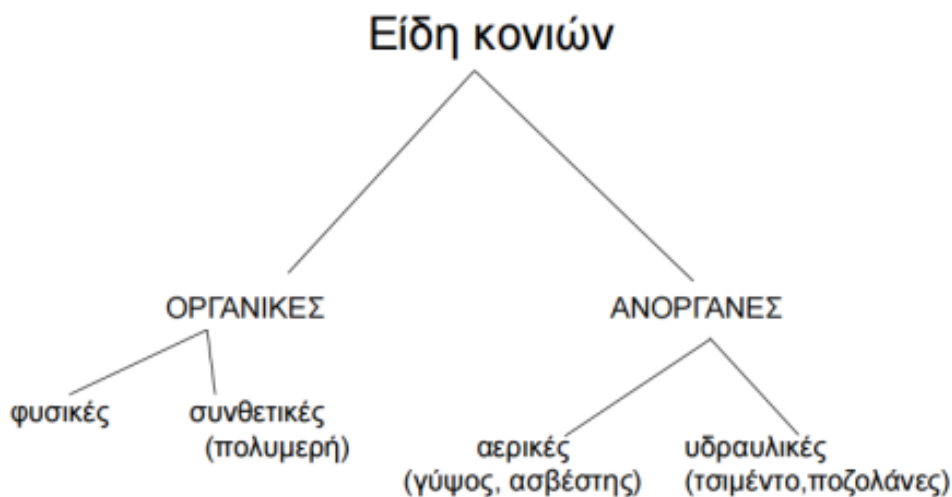 Είδη κονιών
ΟΡΓΑΝΙΚΕΣ
ΑΝΟΡΓΑΝΕΣ
φυσικές
συνθετικές
(πολυμερή)
αερικές
(γύψος, ασβέστης)
υδραυλικές
(τσιμέντο,ποζολάνες)